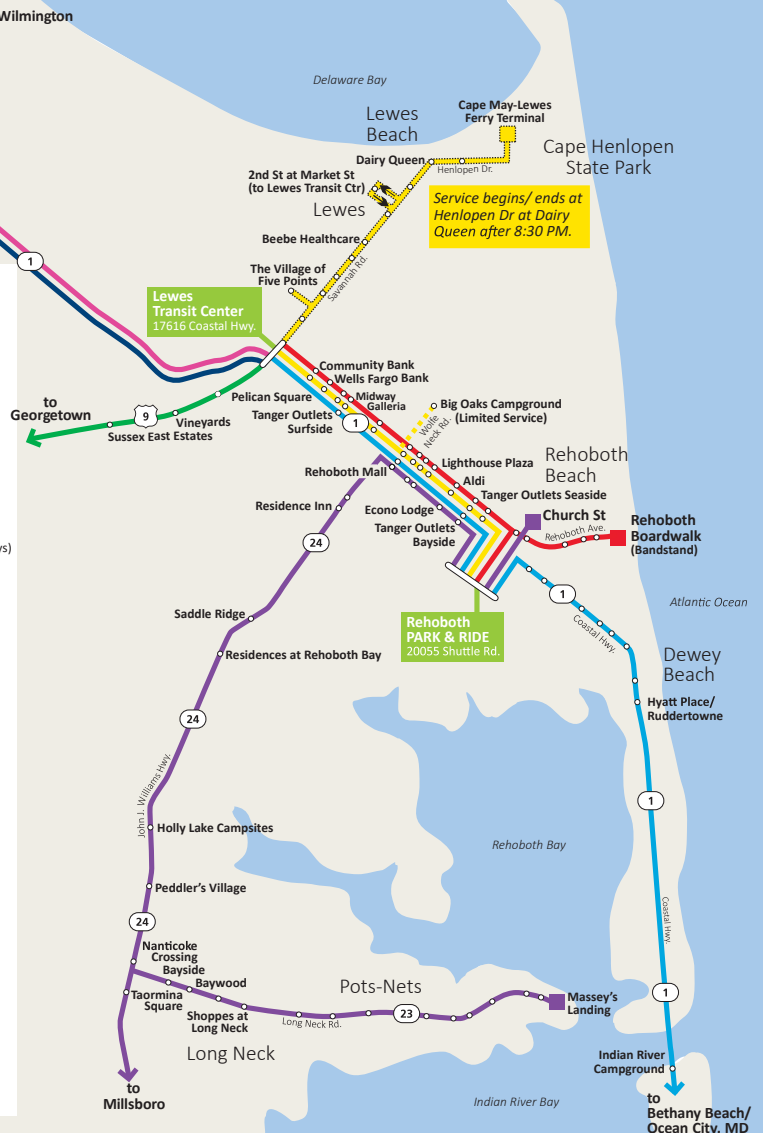 Wilmington
Delaware Bay
Lewes
Beach
Cape May-Lewes
Ferry Terminal
Cape Henlopen
State Park
Dairy Queen
Henlopen Dr.
2nd St at Market St
(to Lewes Transit Ctr)
Lewes
Service begins/ ends at
Henlopen Dr at Dairy
Queen after 8:30 PM.
Beebe Healthcare
1
The Village of
Five Points
Savannah Rd.
Lewes
Transit Center
17616 Coastal Hwy.
Community Bank
Wells Fargo Bank
Pelican Square
Midway
Galleria
to
Georgetown
9
Vineyards
Sussex East Estates
Tanger Outlets
Surfside
1
Big Oaks Campground
(Limited Service)
Wolfe
Neck Rd.
Rehoboth
Beach
Lighthouse Plaza
Rehoboth Mall
Aldi
Tanger Outlets Seaside
Residence Inn
Econo Lodge
Church St
Tanger Outlets
Bayside
Rehoboth Ave.
Rehoboth
Boardwalk
(Bandstand)
24
ys)
1
Atlantic Ocean
Saddle Ridge
Rehoboth
PARK & RIDE
20055 Shuttle Rd.
Coastal Hwy.
Residences at Rehoboth Bay
Dewey
Beach
Hyatt Place/
Ruddertowne
24
John J. Williams Hwy.
1
Holly Lake Campsites
Rehoboth Bay
Peddler's Village
24
Coastal Hwy.
Nanticoke
Crossing
Bayside
Baywood
Pots-Nets
1
Taormina
Square
Shoppes at
Long Neck
Long Neck Rd.
23
Massey's
Landing
Long Neck
Indian River
Campground
to
Millsboro
Indian River Bay
to
Bethany Beach/
Ocean City, MD